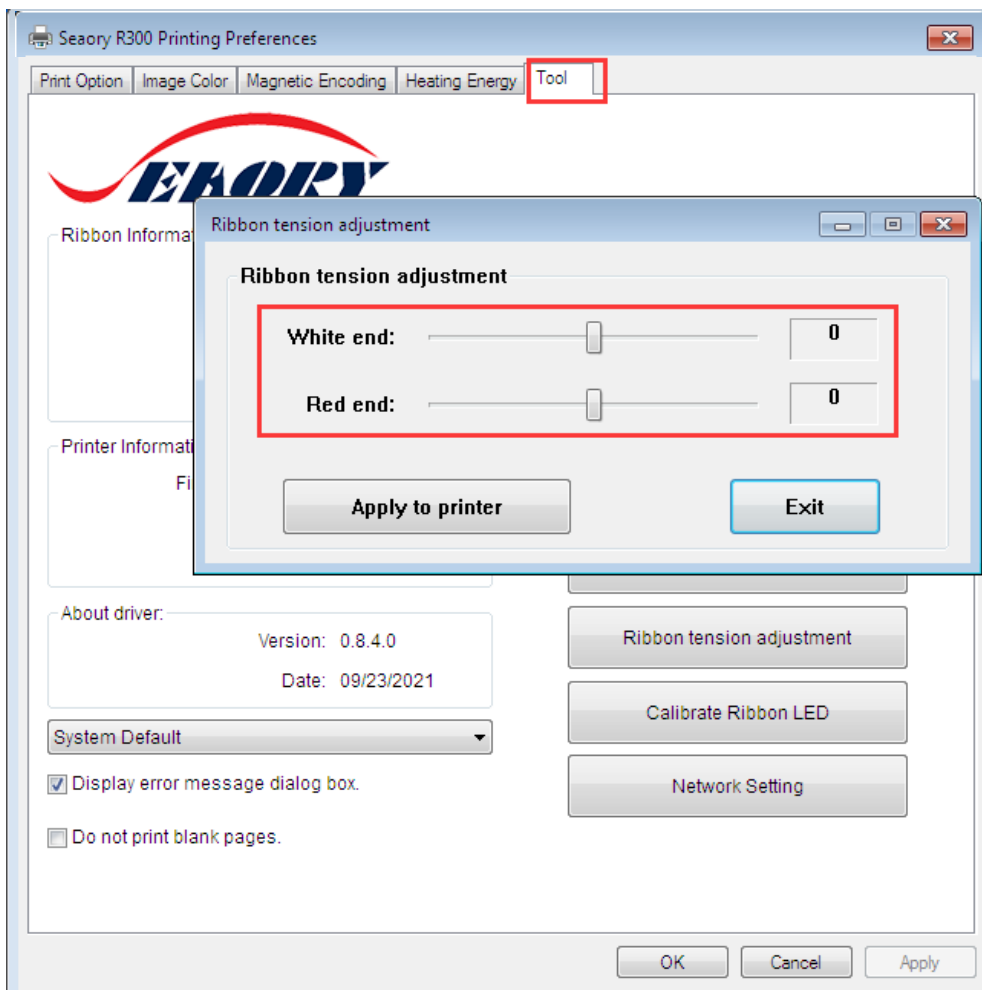 Seaory R300 Printing Preferences
Print Option Image Color Magnetic Encoding Heating Energy Tool
SEAORY
Ribbon Informa
Ribbon tension adjustment
Ribbon tension adjustment
White end: 0
Red end: 0
Apply to printer Exit
Printer Informati
Fi
About driver:
Version: 0.8.4.0
Date: 09/23/2021
System Default
Display error message dialog box.
Do not print blank pages.
Ribbon tension adjustment
Calibrate Ribbon LED
Network Setting
OK Cancel Apply